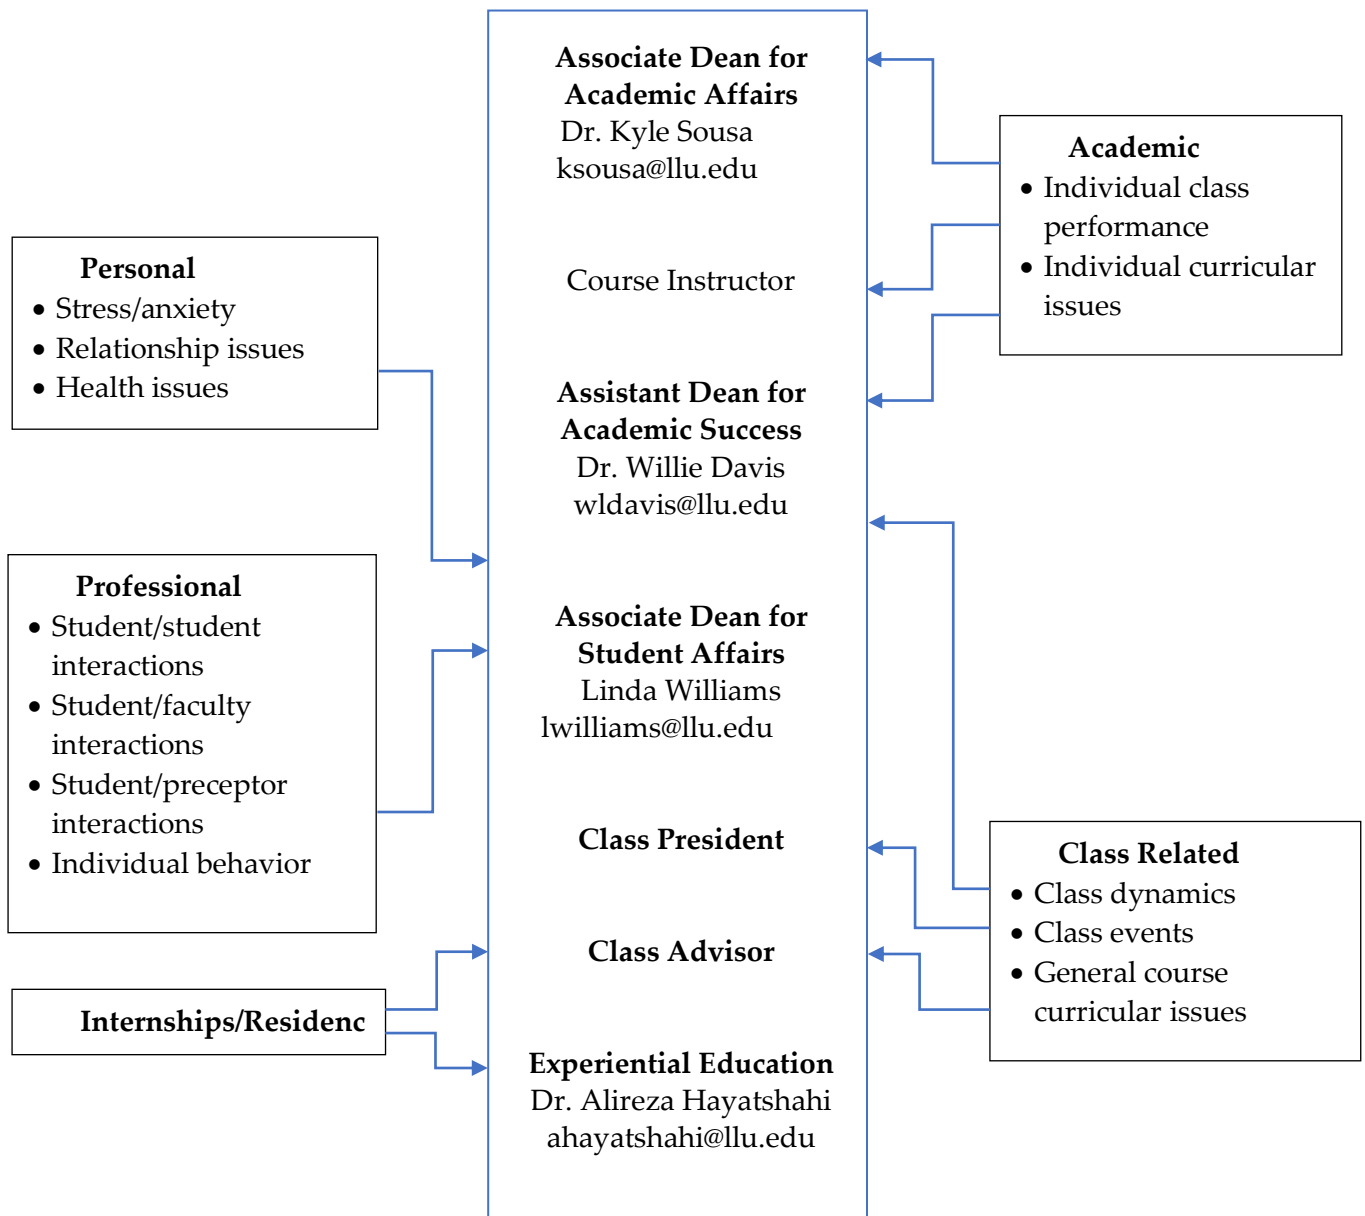 Associate Dean for
Academic Affairs
Dr. Kyle Sousa
ksousa@llu.edu
Course Instructor
Assistant Dean for
Academic Success
Dr. Willie Davis
wldavis@llu.edu
Associate Dean for
Student Affairs
Linda Williams
lwilliams@llu.edu
Class President
Class Advisor
Experiential Education
Dr. Alireza Hayatshahi
ahayatshahi@llu.edu
Personal
• Stress/anxiety
• Relationship issues
• Health issues
Professional
• Student/student
interactions
• Student/faculty
interactions
• Student/preceptor
interactions
• Individual behavior
Internships/Residenc
Academic
• Individual class
performance
• Individual curricular
issues
Class Related
• Class dynamics
• Class events
• General course
curricular issues